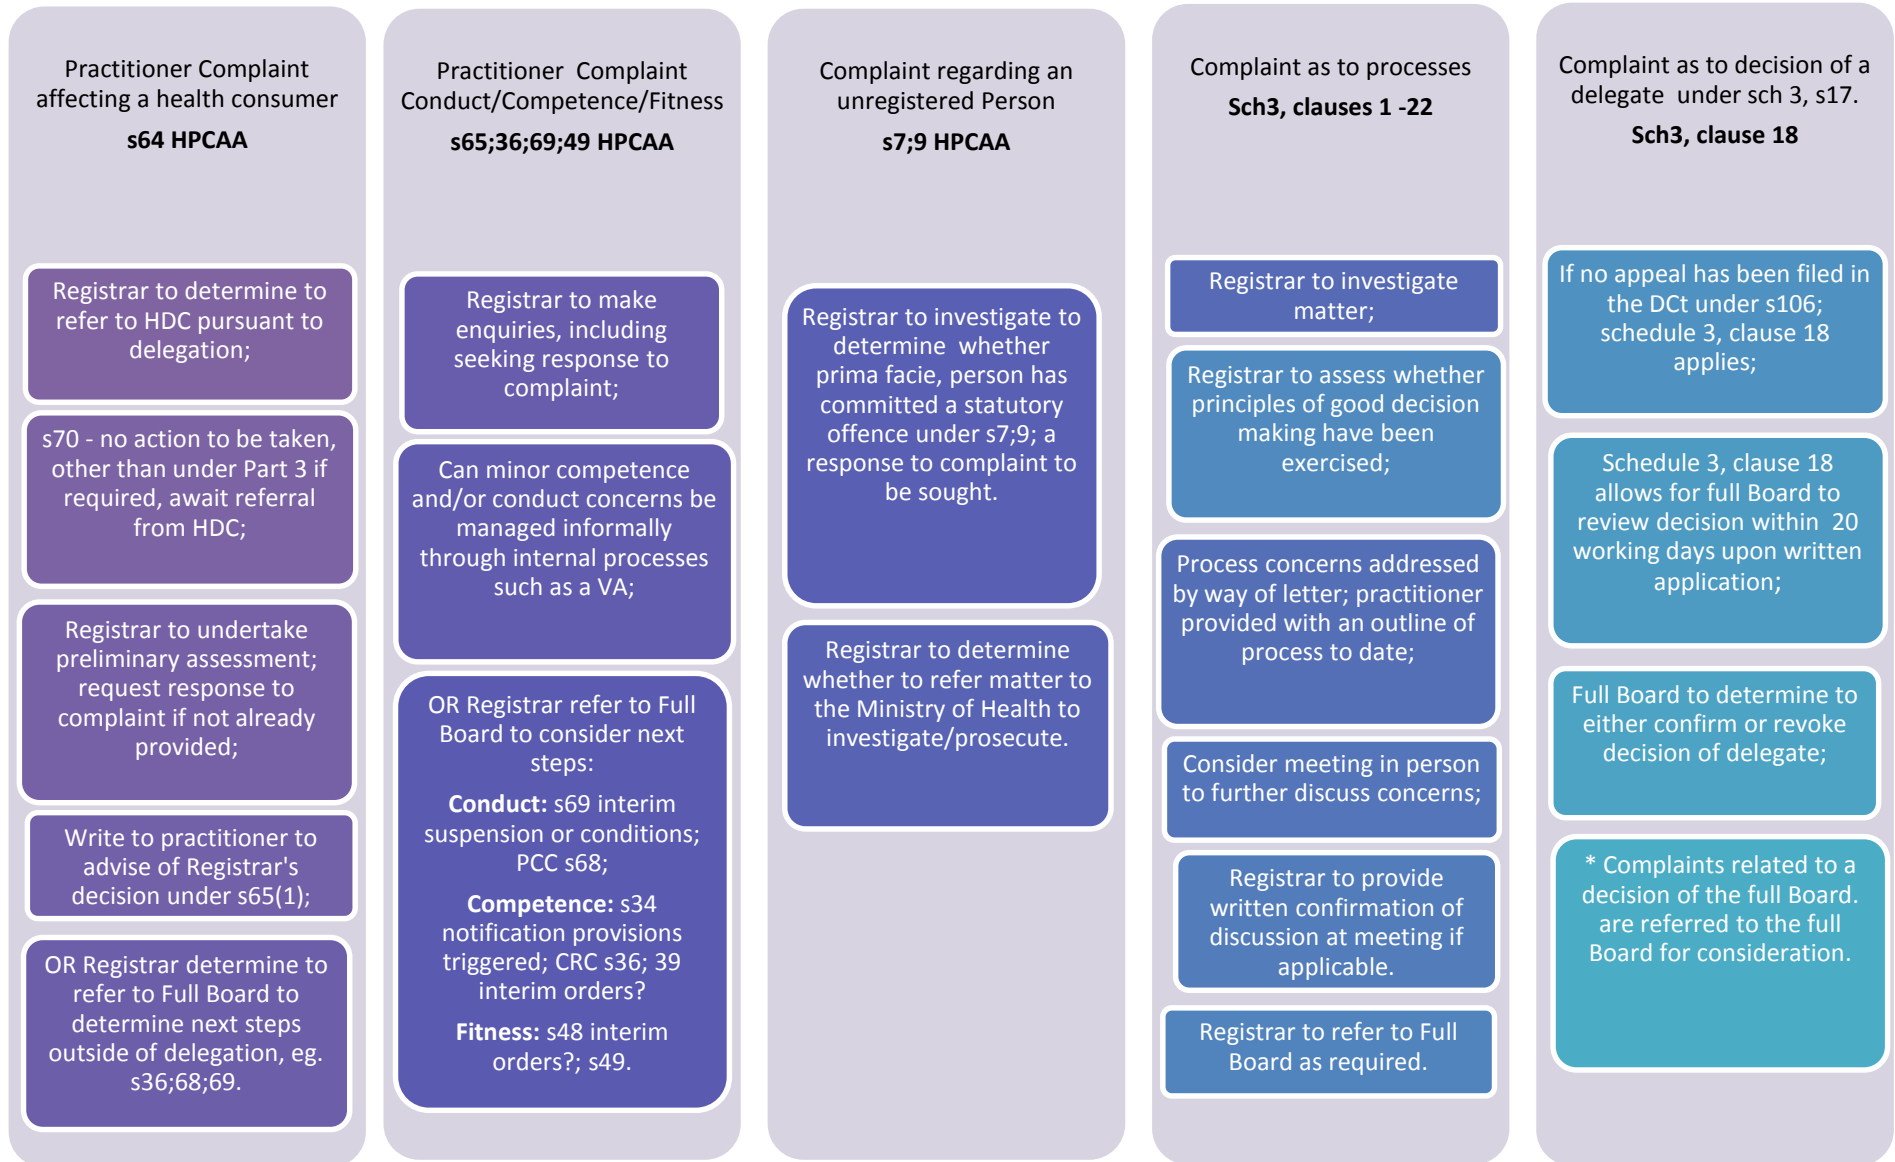 Practitioner Complaint
affecting a health consumer
s64 HPCAA
Registrar to determine to
refer to HDC pursuant to
delegation;
s70 - no action to be taken,
other than under Part 3 if
required, await referral
from HDC;
Registrar to undertake
preliminary assessment;
request response to
complaint if not already
provided;
Write to practitioner to
advise of Registrar's
decision under s65(1);
OR Registrar determine to
refer to Full Board to
determine next steps
outside of delegation, eg.
s36;68;69.
Practitioner Complaint
Conduct/Competence/Fitness
s65;36;69;49 HPCAA
Registrar to make
enquiries, including
seeking response to
complaint;
Can minor competence
and/or conduct concerns be
managed informally
through internal processes
such as a VA;
OR Registrar refer to Full
Board to consider next
steps:
Conduct: s69 interim
suspension or conditions;
PCC s68;
Competence: s34
notification provisions
triggered; CRC s36; 39
interim orders?
Fitness: s48 interim
orders?; s49.
Complaint regarding an
unregistered Person
s7;9 HPCAA
Registrar to investigate to
determine whether
prima facie, person has
committed a statutory
offence under s7;9; a
response to complaint to
be sought.
Registrar to determine
whether to refer matter to
the Ministry of Health to
investigate/prosecute.
Complaint as to processes
Sch3, clauses 1 -22
Registrar to investigate
matter;
Registrar to assess whether
principles of good decision
making have been
exercised;
Process concerns addressed
by way of letter; practitioner
provided with an outline of
process to date;
Consider meeting in person
to further discuss concerns;
Registrar to provide
written confirmation of
discussion at meeting if
applicable.
Registrar to refer to Full
Board as required.
Complaint as to decision of a
delegate under sch 3, s17.
Sch3, clause 18
If no appeal has been filed in
the DCt under s106;
schedule 3, clause 18
applies;
Schedule 3, clause 18
allows for full Board to
review decision within 20
working days upon written
application;
Full Board to determine to
either confirm or revoke
decision of delegate;
* Complaints related to a
decision of the full Board.
are referred to the full
Board for consideration.